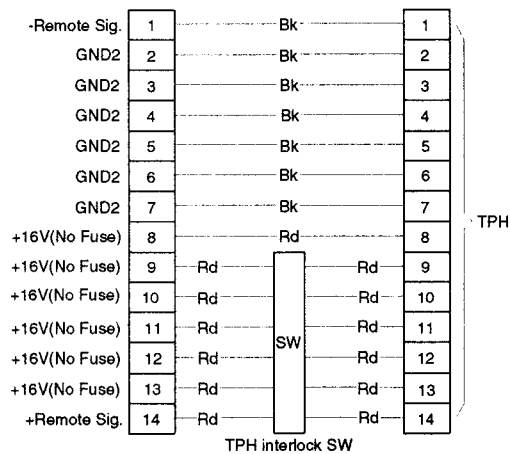 -Remote Sig. 1 Bk 1
GND2 2 Bk 2
GND2 3 Bk 3
GND2 4 Bk 4
GND2 5 Bk 5
GND2 6 Bk 6
GND2 7 Bk 7
+16V(No Fuse) 8 Rd 8
TPH
+16V(No Fuse) 9 Rd Rd 9
+16V(No Fuse) 10 Rd Rd 10
+16V(No Fuse) 11 Rd Rd 11
SW
+16V(No Fuse) 12 Rd Rd 12
+16V(No Fuse) 13 Rd Rd 13
+Remote Sig. 14 Rd Rd 14
TPH interlock SW